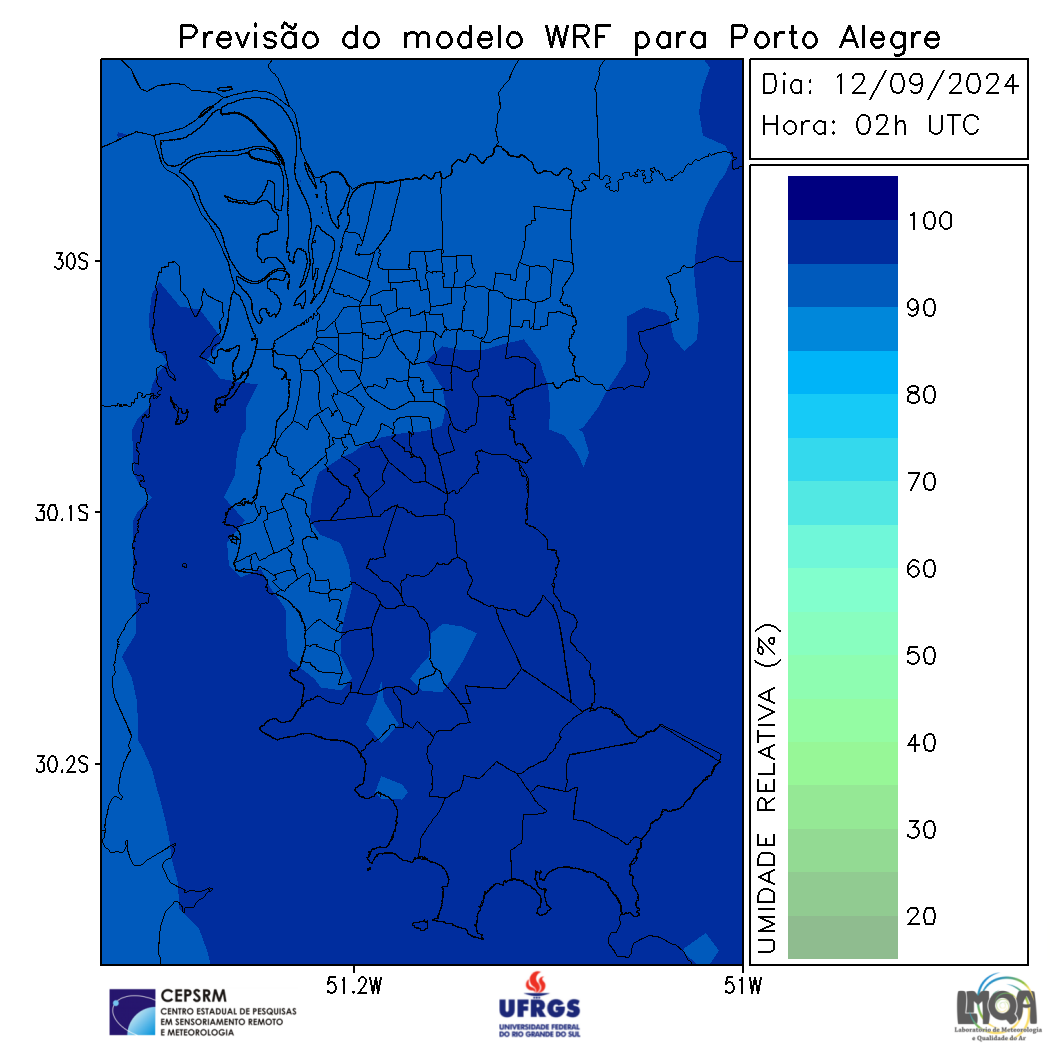 Previsão do modelo WRF para Porto Alegre
Dia: 12/09/2024
Hora: 02h UTC
100
90
80
70
60
50
40
30
20
UMIDADE RELATIVA (%)
30S
30.1S
30.2S
51.2W
51W
CEPSRM
CENTRO ESTADUAL DE PESQUISAS
EM SENSORIAMENTO REMOTO
E METEOROLOGIA
UFRGS
UNIVERSIDADE FEDERAL
DO RIO GRANDE DO SUL
LMQA
Laboratório de Meteorologia
e Qualidade do Ar